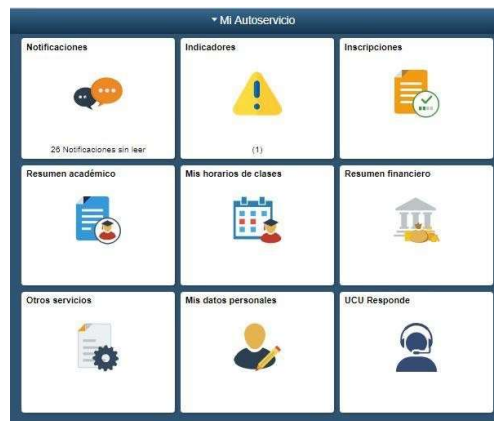 Mi Autoservicio
Notificaciones
Indicadores
Inscripciones
26 Notificaciones sin leer
(1)
Resumen académico
Mis horarios de clases
Resumen financiero
Otros servicios
Mis datos personales
UCU Responde